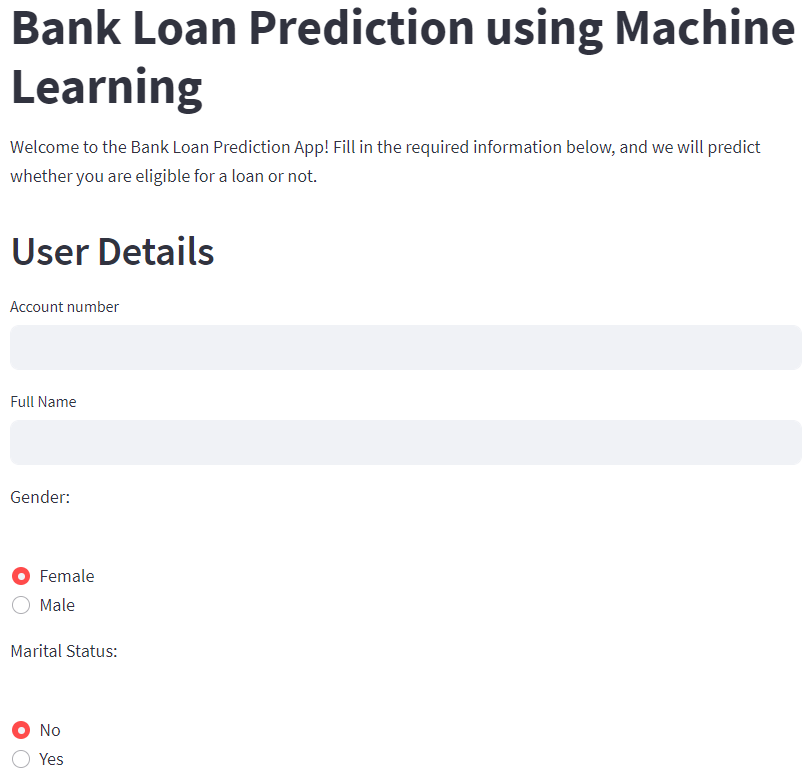 Bank Loan Prediction using Machine
Learning
Welcome to the Bank Loan Prediction App! Fill in the required information below, and we will predict
whether you are eligible for a loan or not.
User Details
Account number
Full Name
Gender:
Female
Male
Marital Status:
No
Yes